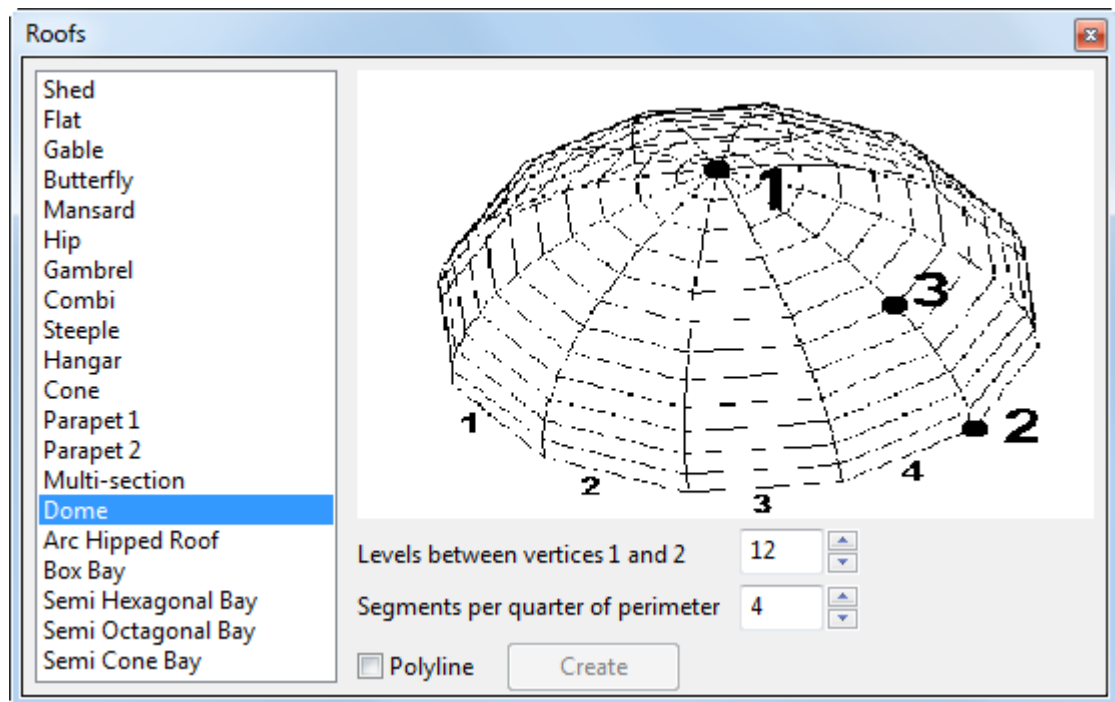 Roofs
Shed
Flat
Gable
Butterfly
Mansard
Hip
Gambrel
Combi
Steeple
Hangar
Cone
Parapet 1
Parapet 2
Multi-section
Dome
Arc Hipped Roof
Box Bay
Semi Hexagonal Bay
Semi Octagonal Bay
Semi Cone Bay
1
3
2
1
2
3
4
Levels between vertices 1 and 2 12
Segments per quarter of perimeter 4
Polyline Create